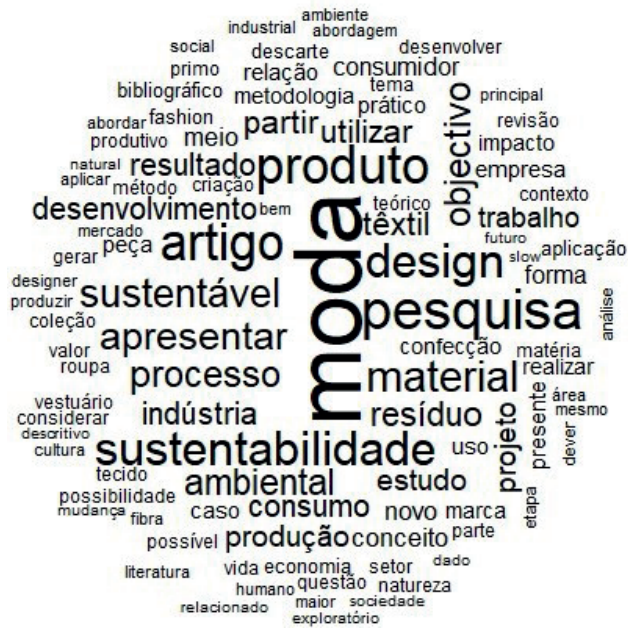 ambiente
industrial abordagem
social descarte desenvolver
primo relação consumidor
bibliográfico metodologia tema principal
abordar fashion partir prático objectivo revisão
produtivo meio utilizar impacto
natural resultado produto empresa
aplicar método criação teórico contexto
desenvolvimento bem moda têxtil trabalho
mercado artigo futuro
gerar peça design slow aplicação
designer sustentável forma
produzir pesquisa análise
coleção apresentar confecção matéria
valor processo material realizar
roupa
vestuário indústria resíduo projeto presente área
considerar mesmo
descritivo sustentabilidade uso dever
cultura
tecido ambiental estudo
possibilidade caso consumo novo marca etapa
mudança fibra
possível produção conceito parte
literatura vida economia setor dado
humano questão natureza
relacionado maior sociedade
exploratório